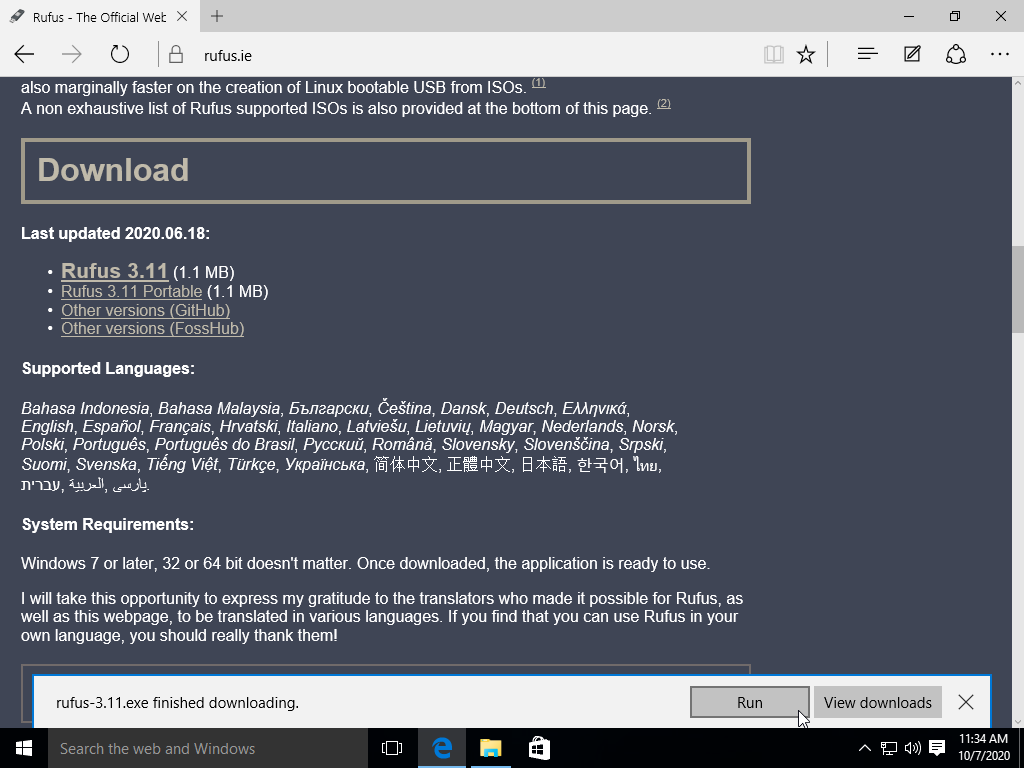 Rufus - The Official Web
rufus.ie
also marginally faster on the creation of Linux bootable USB from ISOs. (1)
A non exhaustive list of Rufus supported ISOs is also provided at the bottom of this page. (2)
Download
Last updated 2020.06.18:
• Rufus 3.11 (1.1 MB)
• Rufus 3.11 Portable (1.1 MB)
• Other versions (GitHub)
• Other versions (FossHub)
Supported Languages:
Bahasa Indonesia, Bahasa Malaysia, Български, Čeština, Dansk, Deutsch, Ελληνικά,
English, Español, Français, Hrvatski, Italiano, Latviešu, Lietuvių, Magyar, Nederlands, Norsk,
Polski, Português, Português do Brasil, Русский, Română, Slovensky, Slovenščina, Srpski,
Suomi, Svenska, Tiếng Việt, Türkçe, Українська, 简体中文, 正體中文, 日本語, 한국어, ไทย,
עברית, العربية, پارسی.
System Requirements:
Windows 7 or later, 32 or 64 bit doesn't matter. Once downloaded, the application is ready to use.
I will take this opportunity to express my gratitude to the translators who made it possible for Rufus, as
well as this webpage, to be translated in various languages. If you find that you can use Rufus in your
own language, you should really thank them!
rufus-3.11.exe finished downloading.
Run
View downloads
Search the web and Windows
11:34 AM
10/7/2020